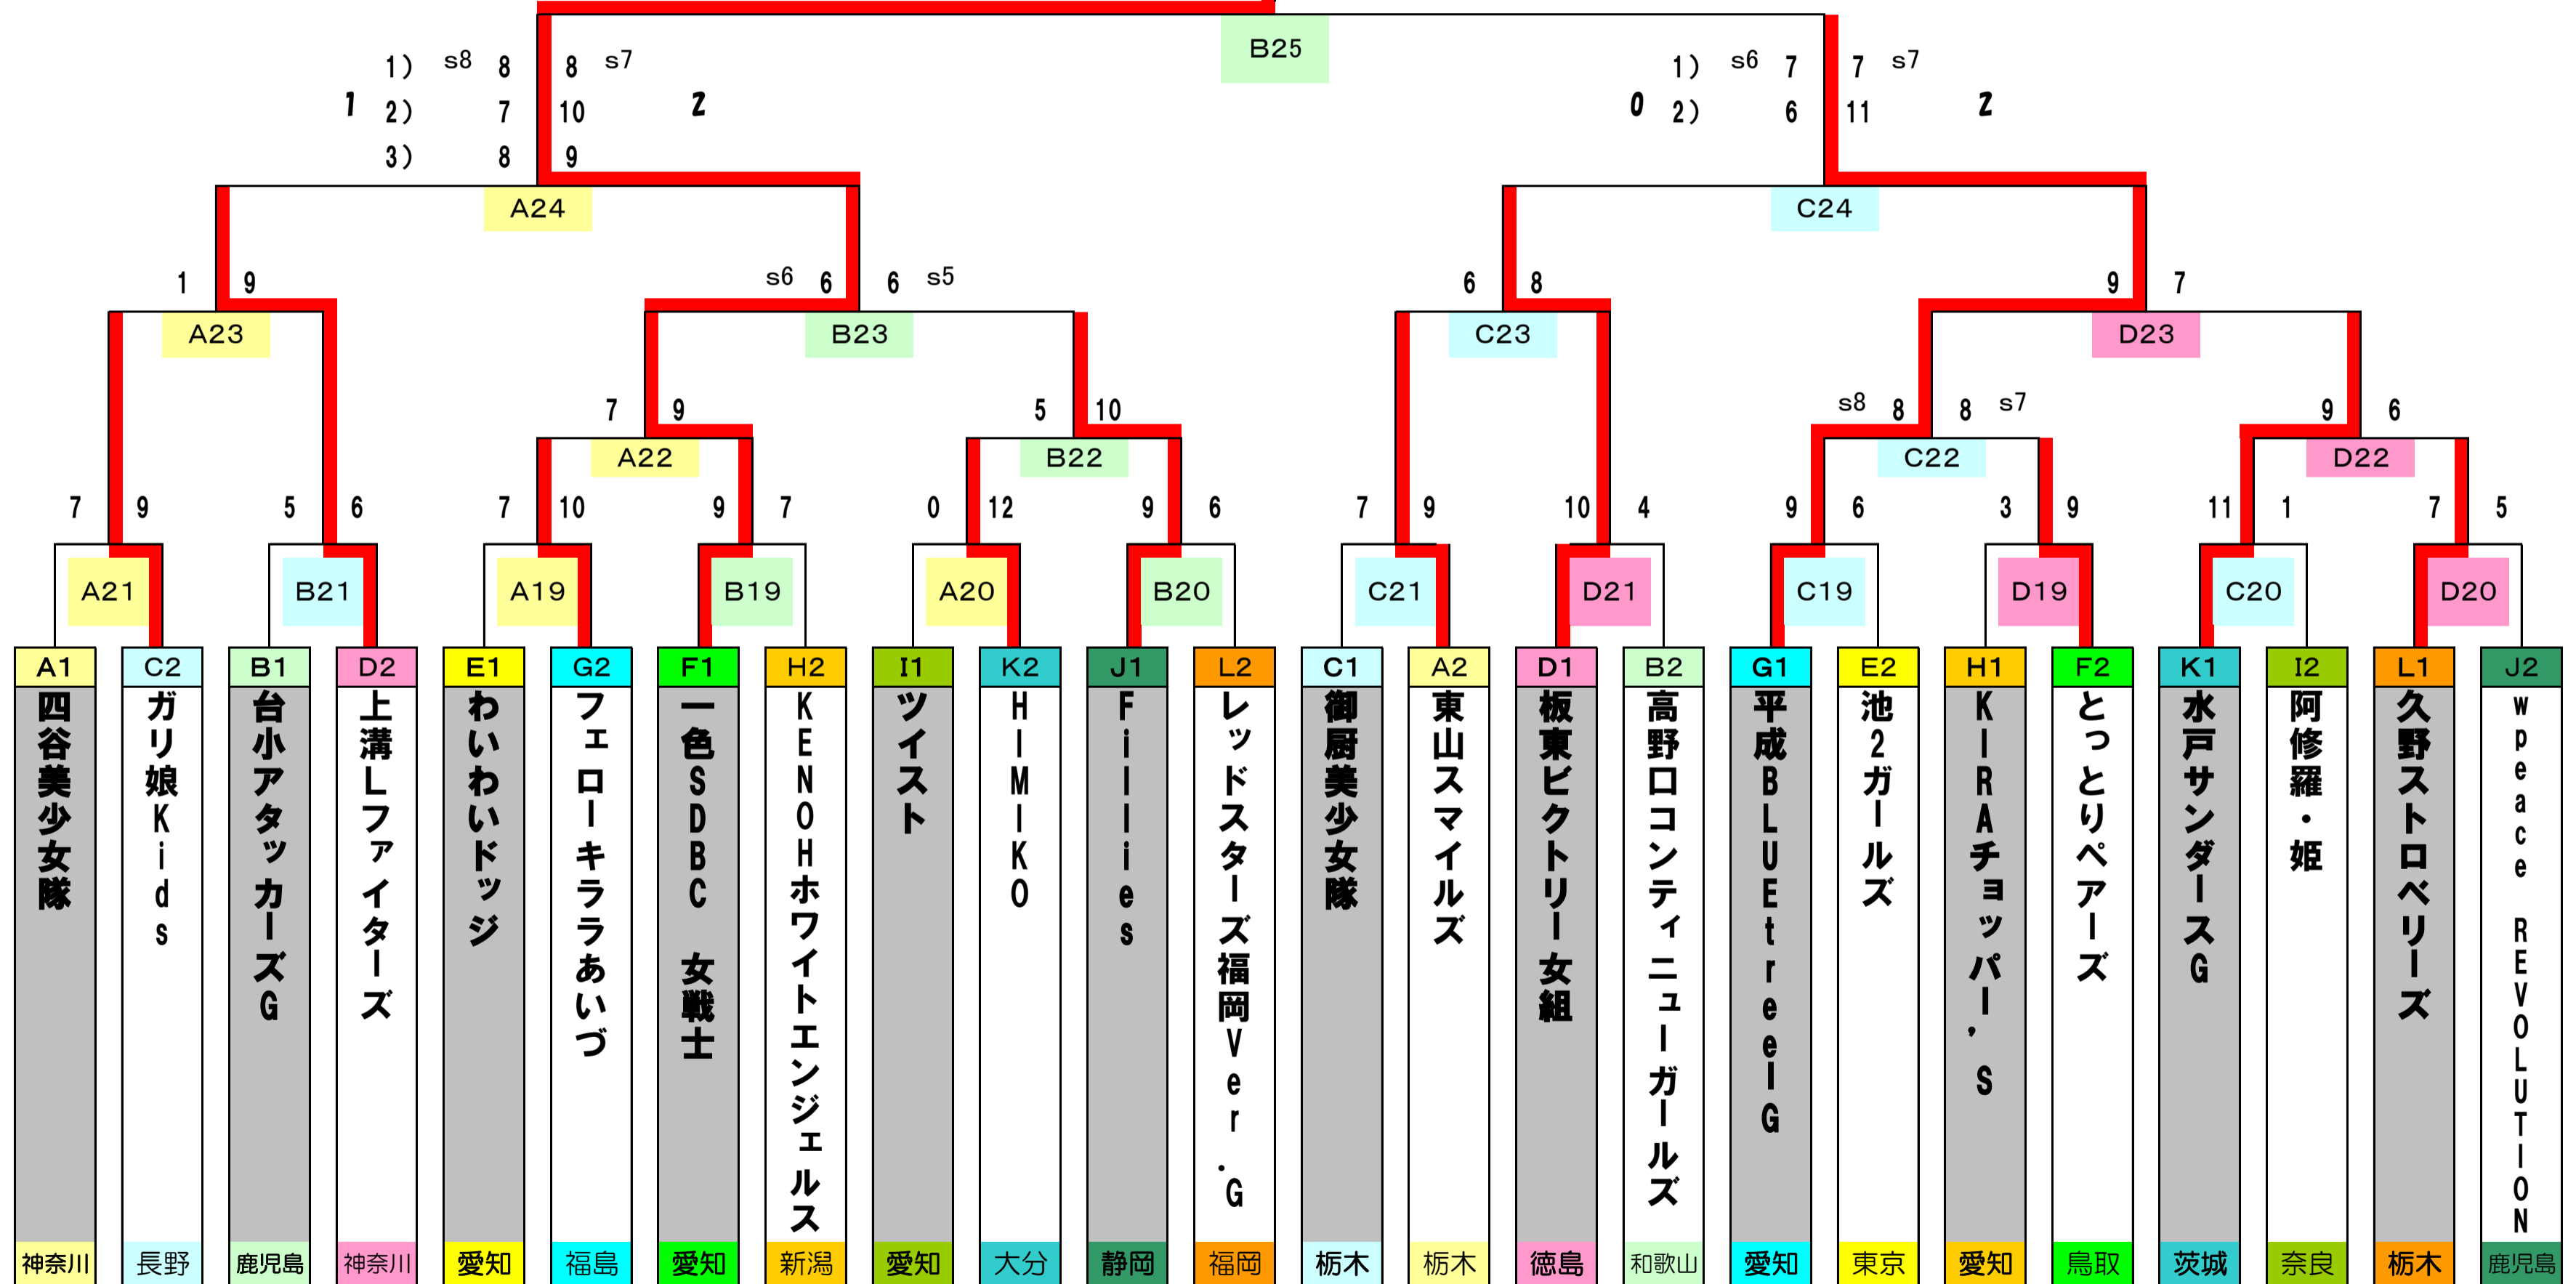 B25
1) s8 8 8 s7
1 2) 7 10 2
3) 8 9
1) s6 7 7 s7
0 2) 6 11 2
A24
C24
1 9
s6 6 6 s5
6 8
9 7
A23
B23
C23
D23
7 9
5 10
s8 8 8 s7
9 6
A22
B22
C22
D22
7 9
5 6
7 10
9 7
0 12
9 6
7 9
10 4
9 6
3 9
11 1
7 5
A21
B21
A19
B19
A20
B20
C21
D21
C19
D19
C20
D20
A1
四谷美少女隊
神奈川
C2
ガリ娘Kids
長野
B1
台小アタッカーズG
鹿児島
D2
上溝Lファイターズ
神奈川
E1
わいわいドッジ
愛知
G2
フェローキララあいづ
福島
F1
一色SDBC 女戦士
愛知
H2
KENOHホワイトエンジェルス
新潟
I1
ツイスト
愛知
K2
HIMIKO
大分
J1
Fillies
静岡
L2
レッドスターズ福岡Ver.G
福岡
C1
御厨美少女隊
栃木
A2
東山スマイルズ
栃木
D1
板東ビクトリー女組
徳島
B2
高野口コンティニューガールズ
和歌山
G1
平成BLUEtreeIG
愛知
E2
池2ガールズ
東京
H1
KIRAチョッパー’S
愛知
F2
とっとりペアーズ
鳥取
K1
水戸サンダースG
茨城
I2
阿修羅・姫
奈良
L1
久野ストロベリーズ
栃木
J2
wpeace REVOLUTION
鹿児島